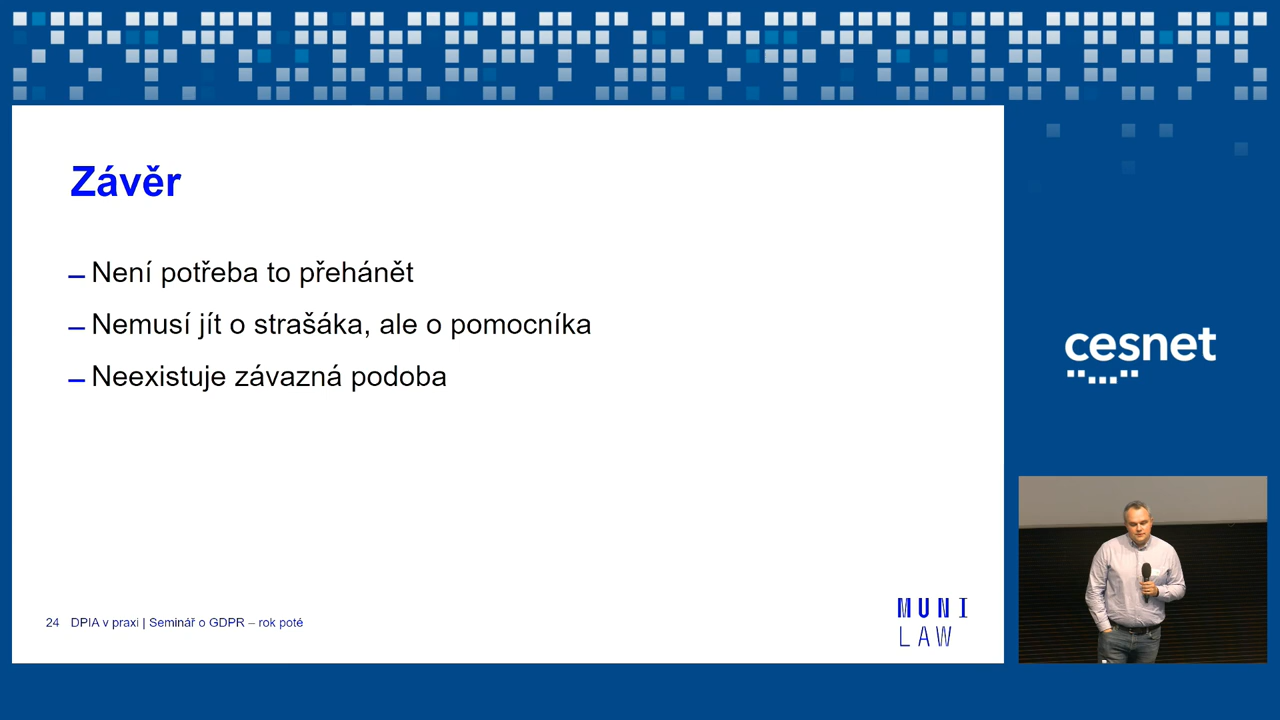 Závěr
– Není potřeba to přehánět
– Nemusí jít o strašáka, ale o pomocníka
– Neexistuje závazná podoba
24 DPIA v praxi | Seminář o GDPR – rok poté
MUNI
LAW
cesnet